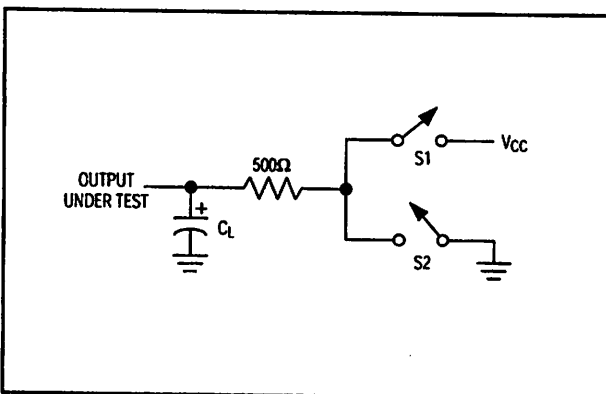 500Ω
S1
VCC
OUTPUT
UNDER TEST
+
CL
S2